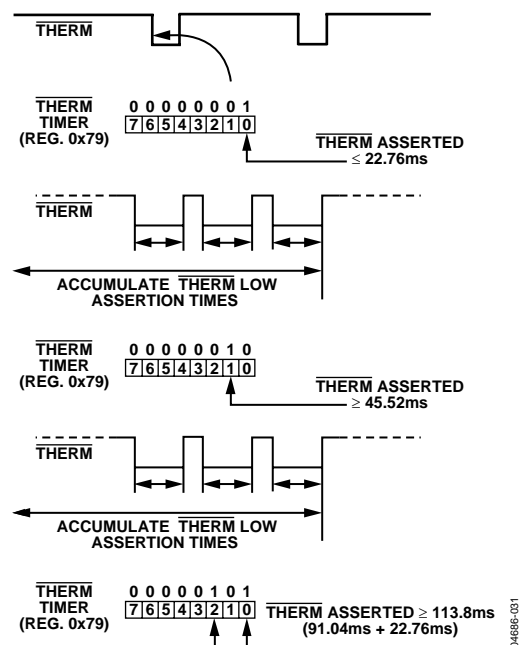 THERM
THERM
TIMER
(REG. 0x79)
0 0 0 0 0 0 0 1
7 6 5 4 3 2 1 0
THERM ASSERTED
≤ 22.76ms
THERM
ACCUMULATE THERM LOW
ASSERTION TIMES
THERM
TIMER
(REG. 0x79)
0 0 0 0 0 0 1 0
7 6 5 4 3 2 1 0
THERM ASSERTED
≥ 45.52ms
THERM
ACCUMULATE THERM LOW
ASSERTION TIMES
THERM
TIMER
(REG. 0x79)
0 0 0 0 0 1 0 1
7 6 5 4 3 2 1 0
THERM ASSERTED ≥ 113.8ms
(91.04ms + 22.76ms)
04686-031